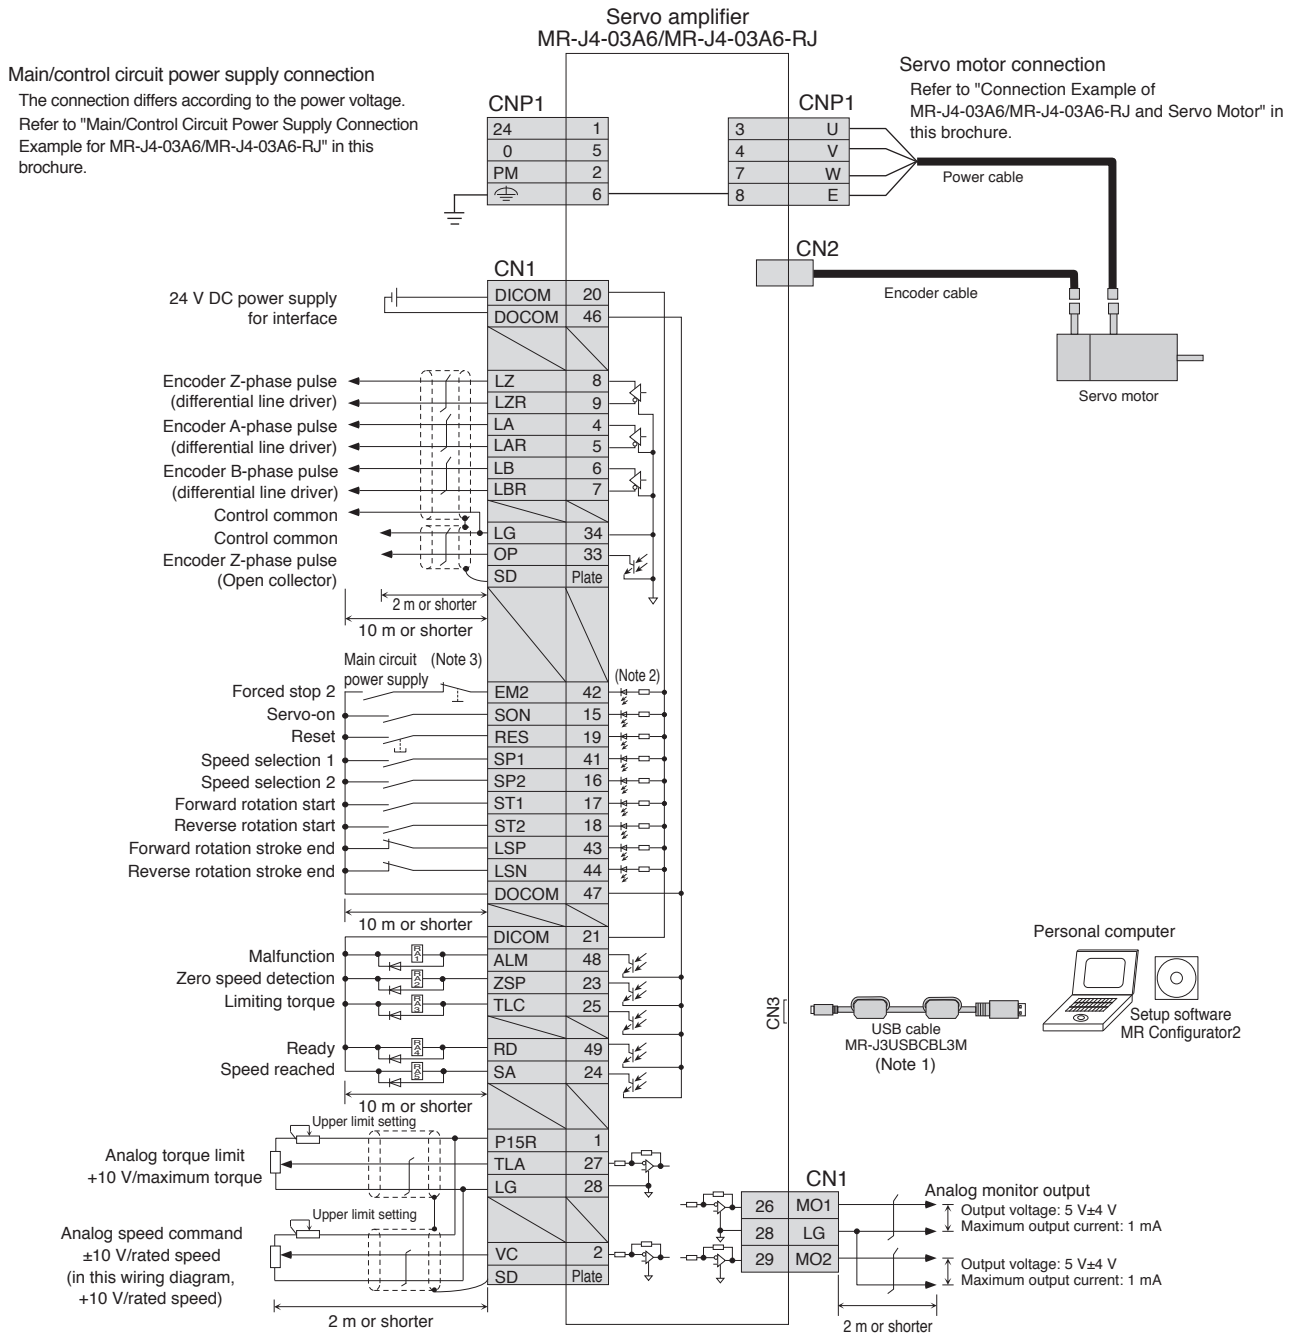 Servo amplifier
MR-J4-03A6/MR-J4-03A6-RJ
Main/control circuit power supply connection
The connection differs according to the power voltage.
Refer to "Main/Control Circuit Power Supply Connection
Example for MR-J4-03A6/MR-J4-03A6-RJ" in this
brochure.
Servo motor connection
Refer to "Connection Example of
MR-J4-03A6/MR-J4-03A6-RJ and Servo Motor" in
this brochure.
CNP1
24 1
0 5
PM 2
6
CNP1
3 U
4 V
7 W
8 E
Power cable
CN2
Encoder cable
Servo motor
CN1
24 V DC power supply
for interface
DICOM 20
DOCOM 46
Encoder Z-phase pulse
(differential line driver)
LZ 8
LZR 9
Encoder A-phase pulse
(differential line driver)
LA 4
LAR 5
Encoder B-phase pulse
(differential line driver)
LB 6
LBR 7
Control common
Control common
LG 34
Encoder Z-phase pulse
(Open collector)
OP 33
SD Plate
2 m or shorter
10 m or shorter
Main circuit
power supply
(Note 3)
(Note 2)
Forced stop 2 EM2 42
Servo-on SON 15
Reset RES 19
Speed selection 1 SP1 41
Speed selection 2 SP2 16
Forward rotation start ST1 17
Reverse rotation start ST2 18
Forward rotation stroke end LSP 43
Reverse rotation stroke end LSN 44
DOCOM 47
10 m or shorter
DICOM 21
Malfunction RA1 ALM 48
Zero speed detection RA2 ZSP 23
Limiting torque RA3 TLC 25
Ready RA4 RD 49
Speed reached RA5 SA 24
10 m or shorter
Upper limit setting
Analog torque limit
+10 V/maximum torque
P15R 1
TLA 27
LG 28
Upper limit setting
Analog speed command
±10 V/rated speed
(in this wiring diagram,
+10 V/rated speed)
VC 2
SD Plate
2 m or shorter
CN3
USB cable
MR-J3USBCBL3M
(Note 1)
Personal computer
Setup software
MR Configurator2
CN1
26 MO1
28 LG
29 MO2
Analog monitor output
Output voltage: 5 V±4 V
Maximum output current: 1 mA
Output voltage: 5 V±4 V
Maximum output current: 1 mA
2 m or shorter